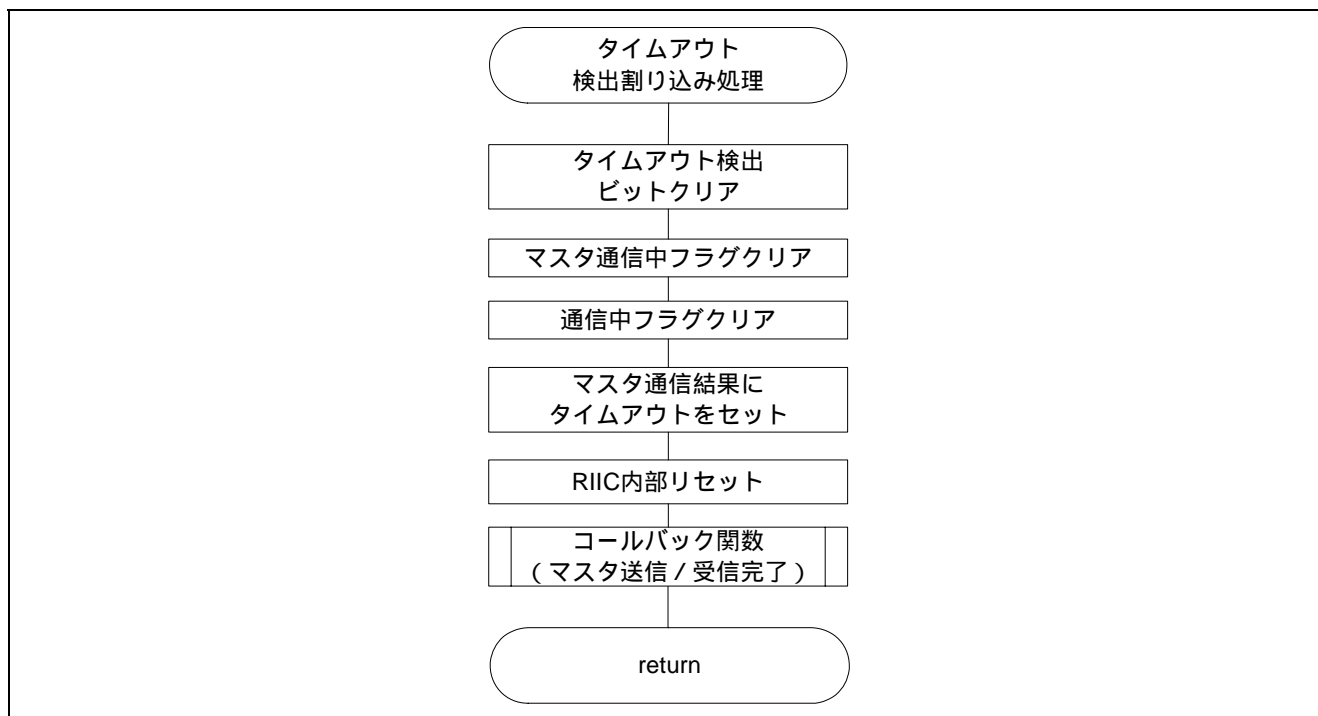 タイムアウト
検出割り込み処理
タイムアウト検出
ビットクリア
マスタ通信中フラグクリア
通信中フラグクリア
マスタ通信結果に
タイムアウトをセット
RIIC内部リセット
コールバック関数
(マスタ送信/受信完了)
return